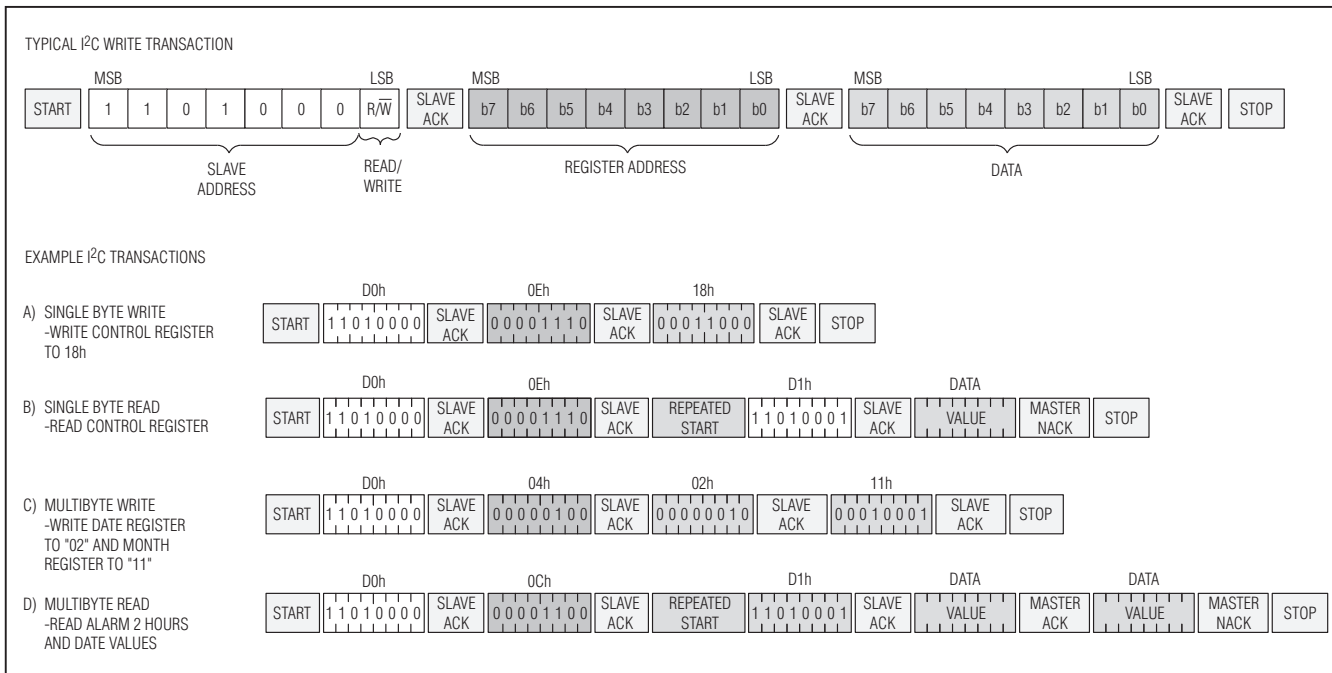 TYPICAL I²C WRITE TRANSACTION
MSB LSB MSB LSB MSB LSB
START 1 1 0 1 0 0 0 R/W̅ SLAVE ACK b7 b6 b5 b4 b3 b2 b1 b0 SLAVE ACK b7 b6 b5 b4 b3 b2 b1 b0 SLAVE ACK STOP
SLAVE ADDRESS READ/ WRITE REGISTER ADDRESS DATA
EXAMPLE I²C TRANSACTIONS
D0h 0Eh 18h
A) SINGLE BYTE WRITE
-WRITE CONTROL REGISTER
TO 18h
START 11010000 SLAVE ACK 00001110 SLAVE ACK 00011000 SLAVE ACK STOP
D0h 0Eh D1h DATA
B) SINGLE BYTE READ
-READ CONTROL REGISTER
START 11010000 SLAVE ACK 00001110 SLAVE ACK REPEATED START 11010001 SLAVE ACK VALUE MASTER NACK STOP
D0h 04h 02h 11h
C) MULTIBYTE WRITE
-WRITE DATE REGISTER
TO "02" AND MONTH
REGISTER TO "11"
START 11010000 SLAVE ACK 00000100 SLAVE ACK 00000010 SLAVE ACK 00010001 SLAVE ACK STOP
D0h 0Ch D1h DATA DATA
D) MULTIBYTE READ
-READ ALARM 2 HOURS
AND DATE VALUES
START 11010000 SLAVE ACK 00001100 SLAVE ACK REPEATED START 11010001 SLAVE ACK VALUE MASTER ACK VALUE MASTER NACK STOP